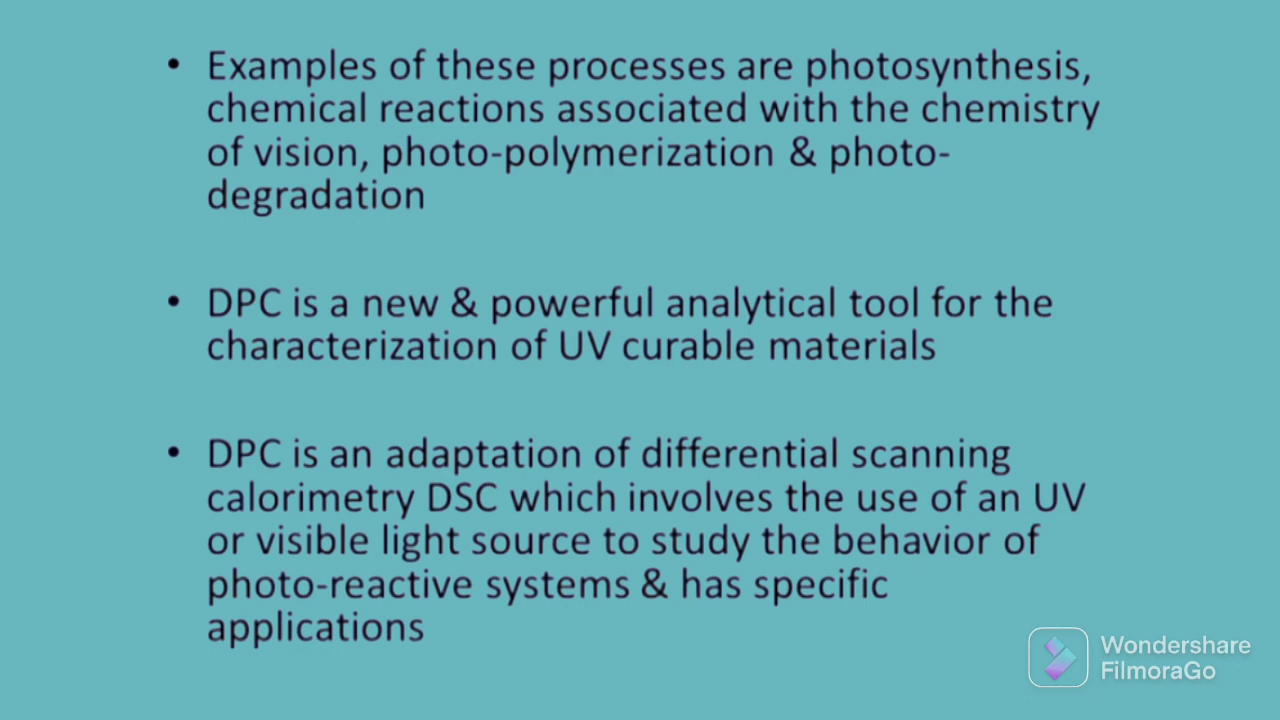 • Examples of these processes are photosynthesis,
chemical reactions associated with the chemistry
of vision, photo-polymerization & photo-
degradation
• DPC is a new & powerful analytical tool for the
characterization of UV curable materials
• DPC is an adaptation of differential scanning
calorimetry DSC which involves the use of an UV
or visible light source to study the behavior of
photo-reactive systems & has specific
applications
Wondershare
FilmoraGo